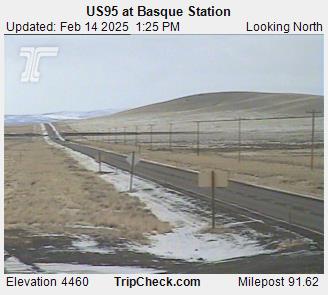 US95 at Basque Station
Updated: Feb 14 2025 1:25 PM Looking North
Elevation 4460 TripCheck.com Milepost 91.62